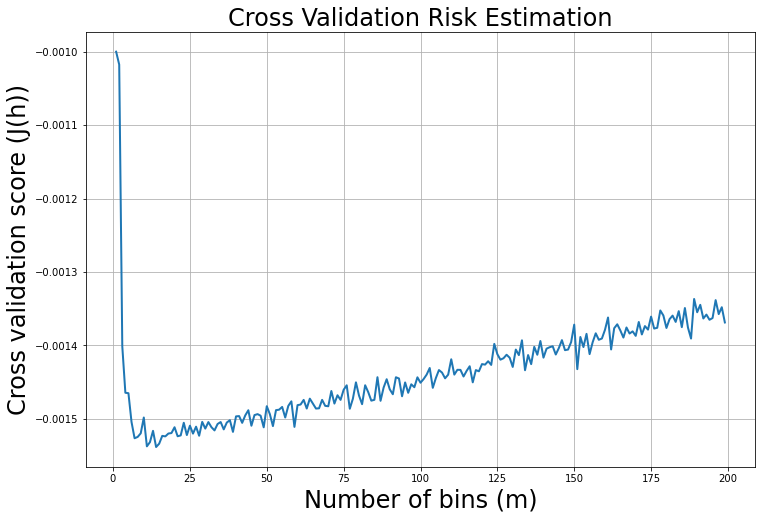 Cross Validation Risk Estimation
Cross validation score (J(h))
−0.0010
−0.0011
−0.0012
−0.0013
−0.0014
−0.0015
0 25 50 75 100 125 150 175 200
Number of bins (m)